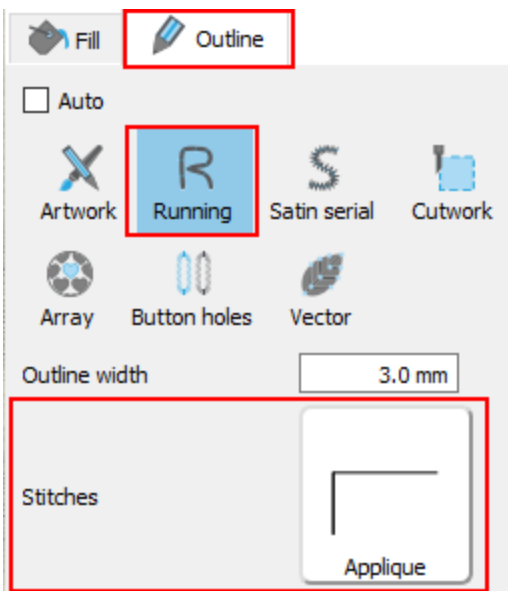 Fill Outline
Auto
Artwork Running Satin serial Cutwork
Array Button holes Vector
Outline width 3.0 mm
Stitches
Applique